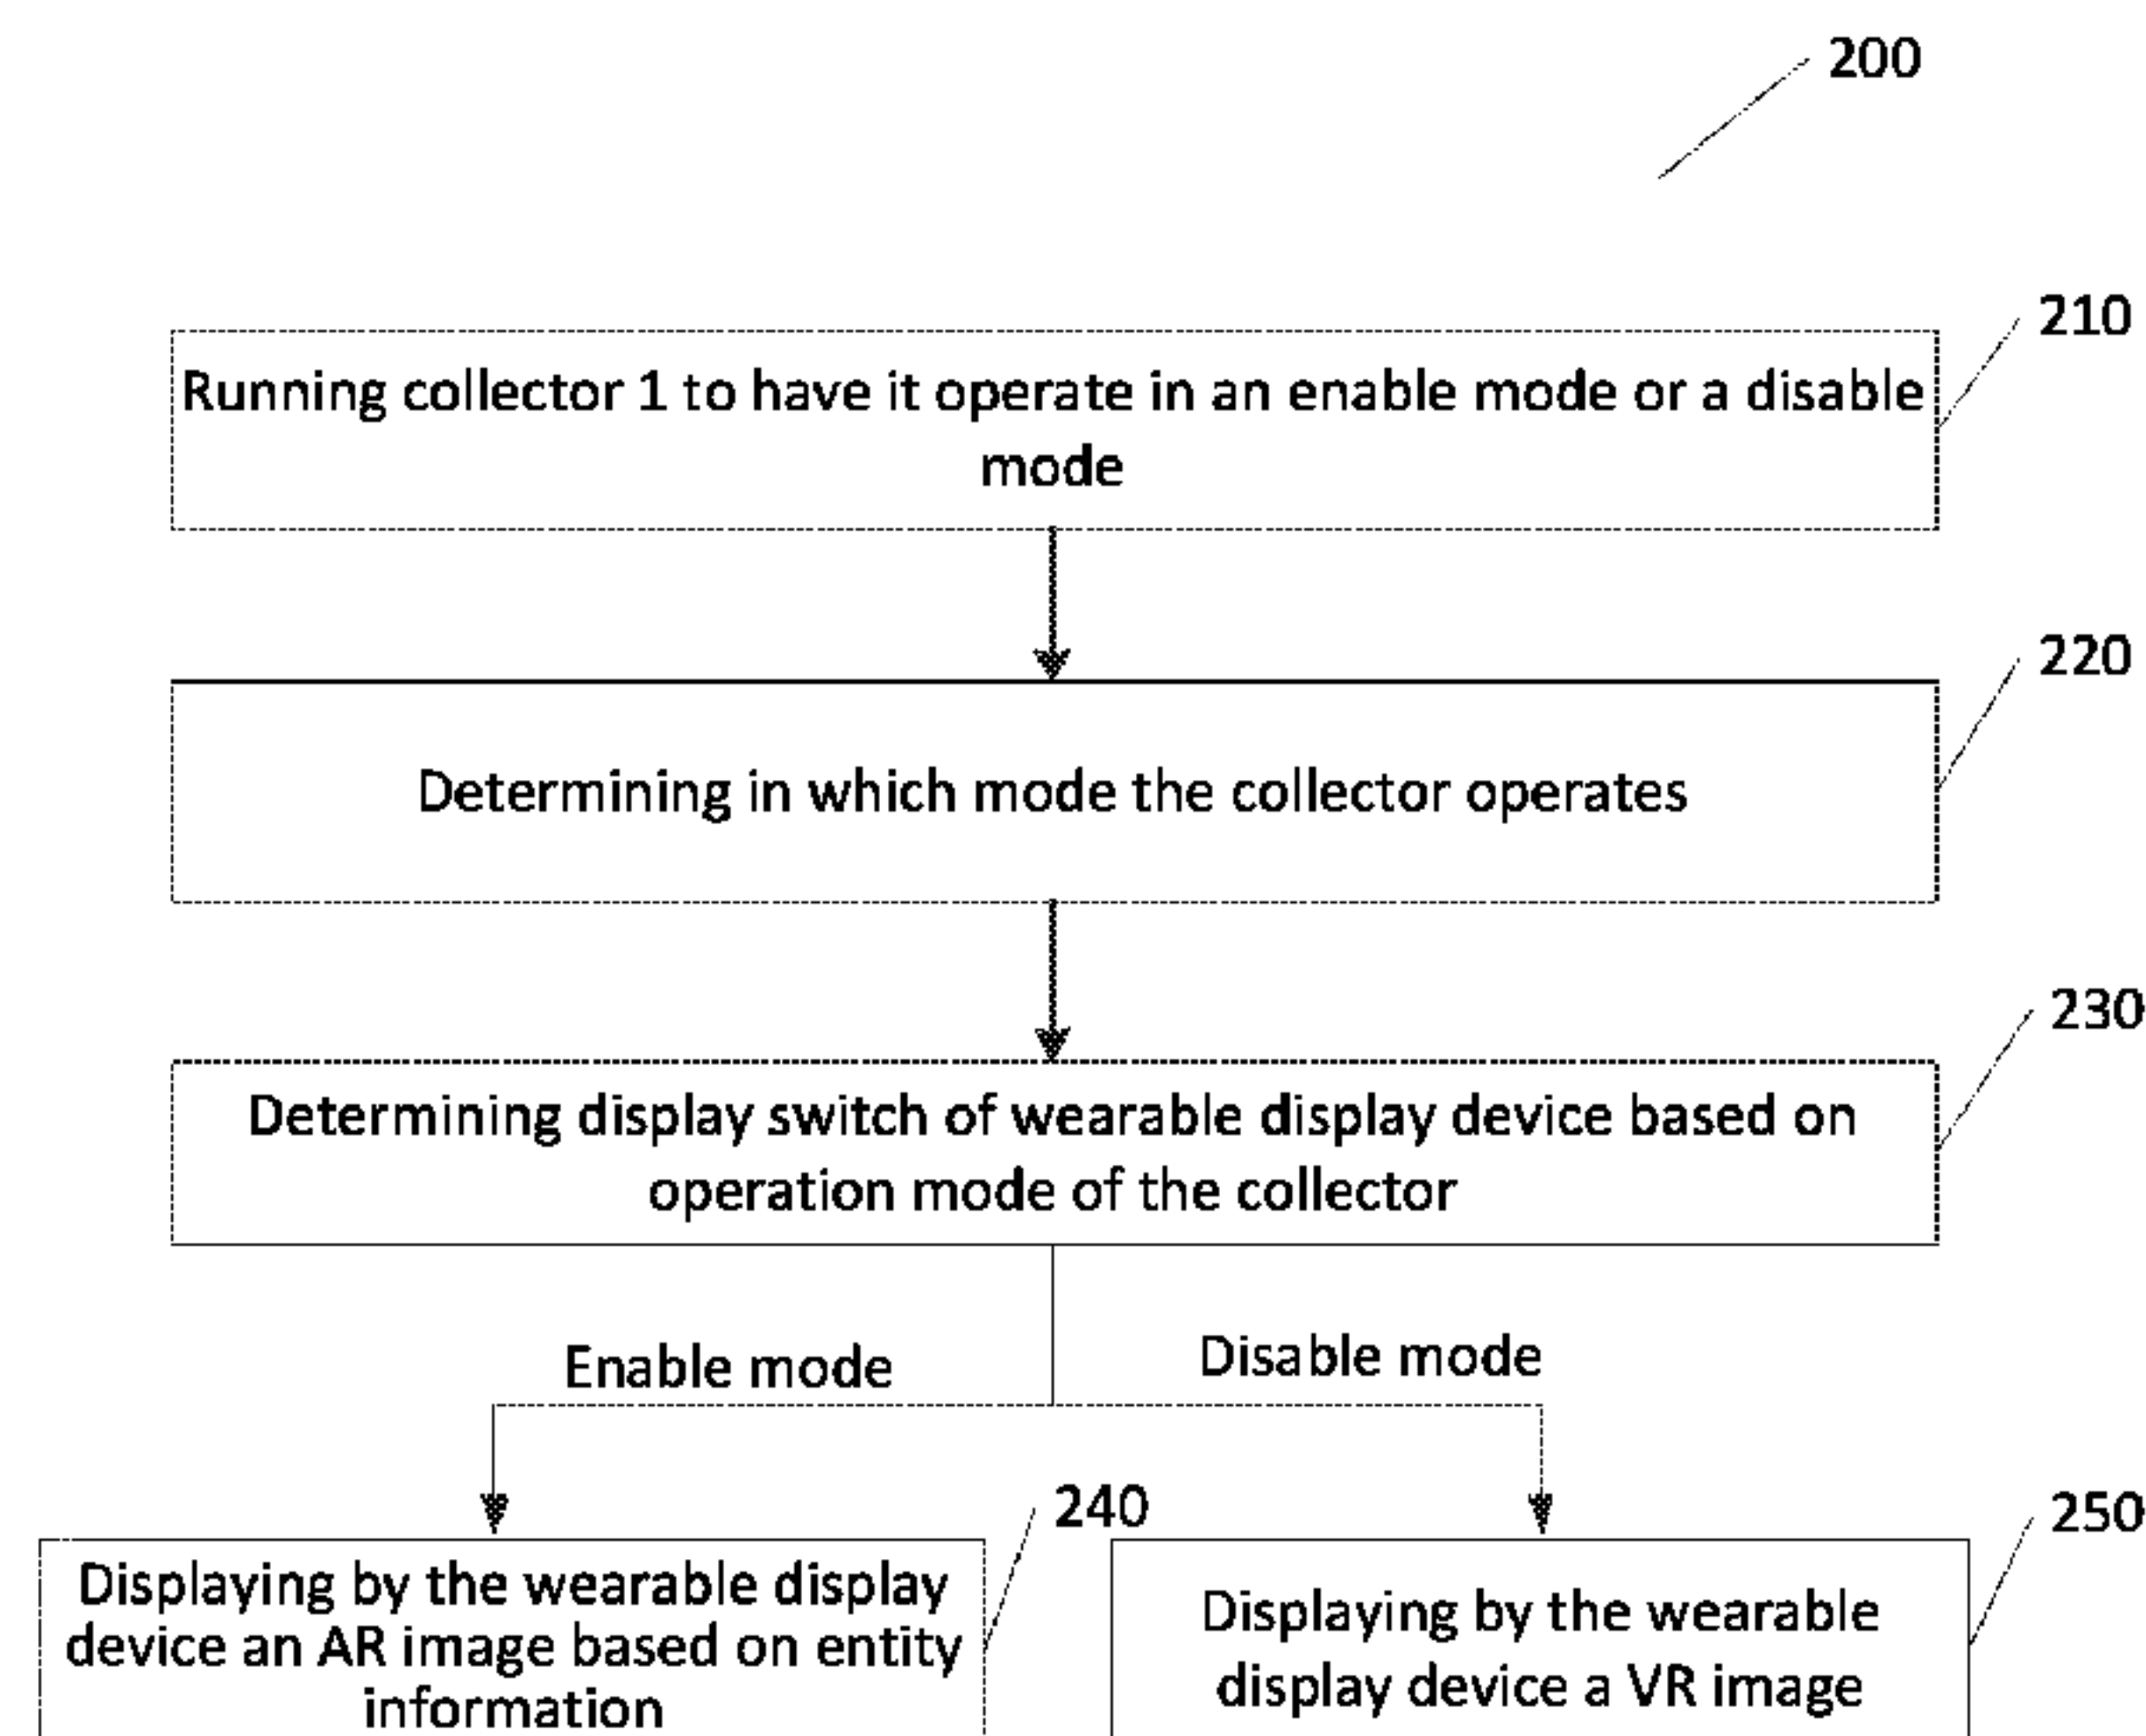 200
210
Running collector 1 to have it operate in an enable mode or a disable
mode
220
Determining in which mode the collector operates
230
Determining display switch of wearable display device based on
operation mode of the collector
Enable mode
Disable mode
240
Displaying by the wearable display
device an AR image based on entity
information
250
Displaying by the wearable
display device a VR image